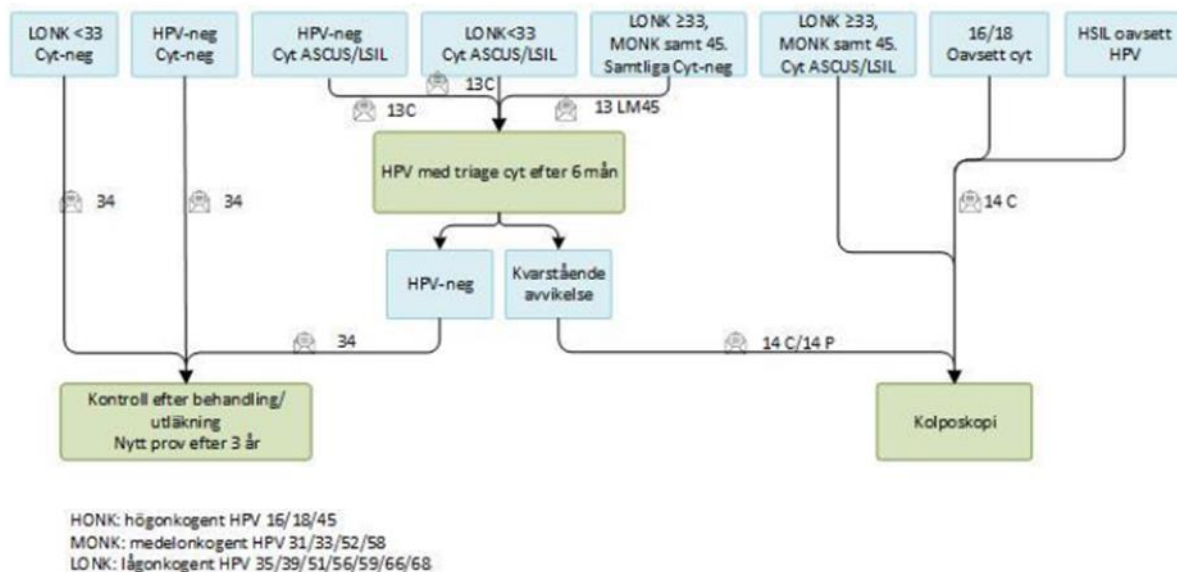 LONK <33
Cyt-neg
HPV-neg
Cyt-neg
HPV-neg
Cyt ASCUS/LSIL
LONK<33
Cyt ASCUS/LSIL
LONK ≥33,
MONK samt 45.
Samtliga Cyt-neg
LONK ≥33,
MONK samt 45.
Cyt ASCUS/LSIL
16/18
Oavsett cyt
HSIL oavsett
HPV
13C
13C
13 LM45
HPV med triage cyt efter 6 mån
34
34
14 C
HPV-neg
Kvarstående
avvikelse
34
14 C/14 P
Kontroll efter behandling/
utläkning
Nytt prov efter 3 år
Kolposkopi
HONK: högonkogent HPV 16/18/45
MONK: medelonkogent HPV 31/33/52/58
LONK: lågonkogent HPV 35/39/51/56/59/66/68